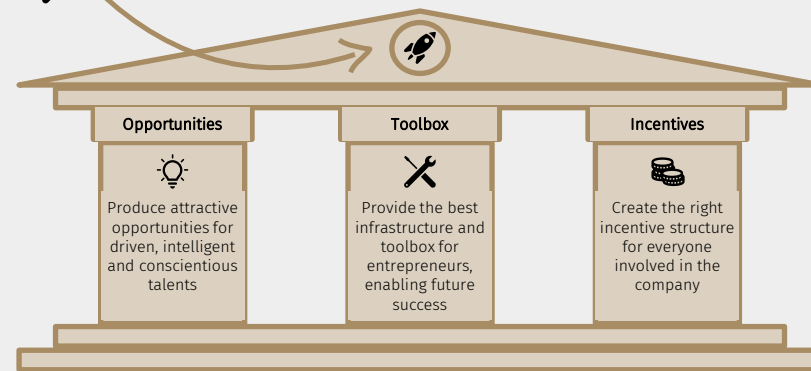 Opportunities
Produce attractive
opportunities for
driven, intelligent
and conscientious
talents
Toolbox
Provide the best
infrastructure and
toolbox for
entrepreneurs,
enabling future
success
Incentives
Create the right
incentive structure
for everyone
involved in the
company